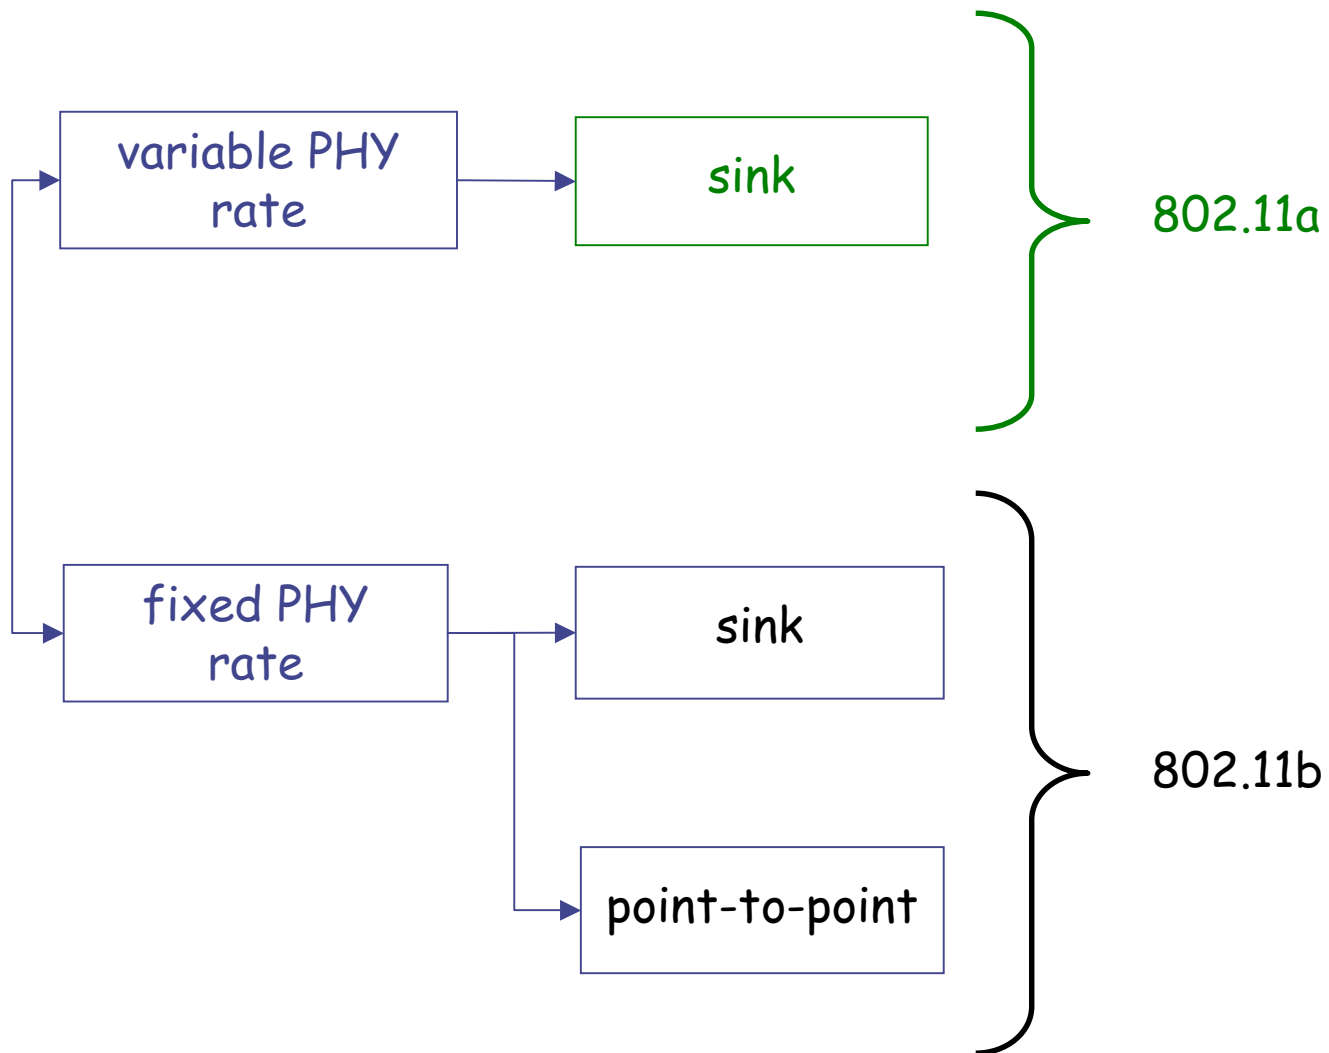 variable PHY
rate
sink
802.11a
fixed PHY
rate
sink
802.11b
point-to-point